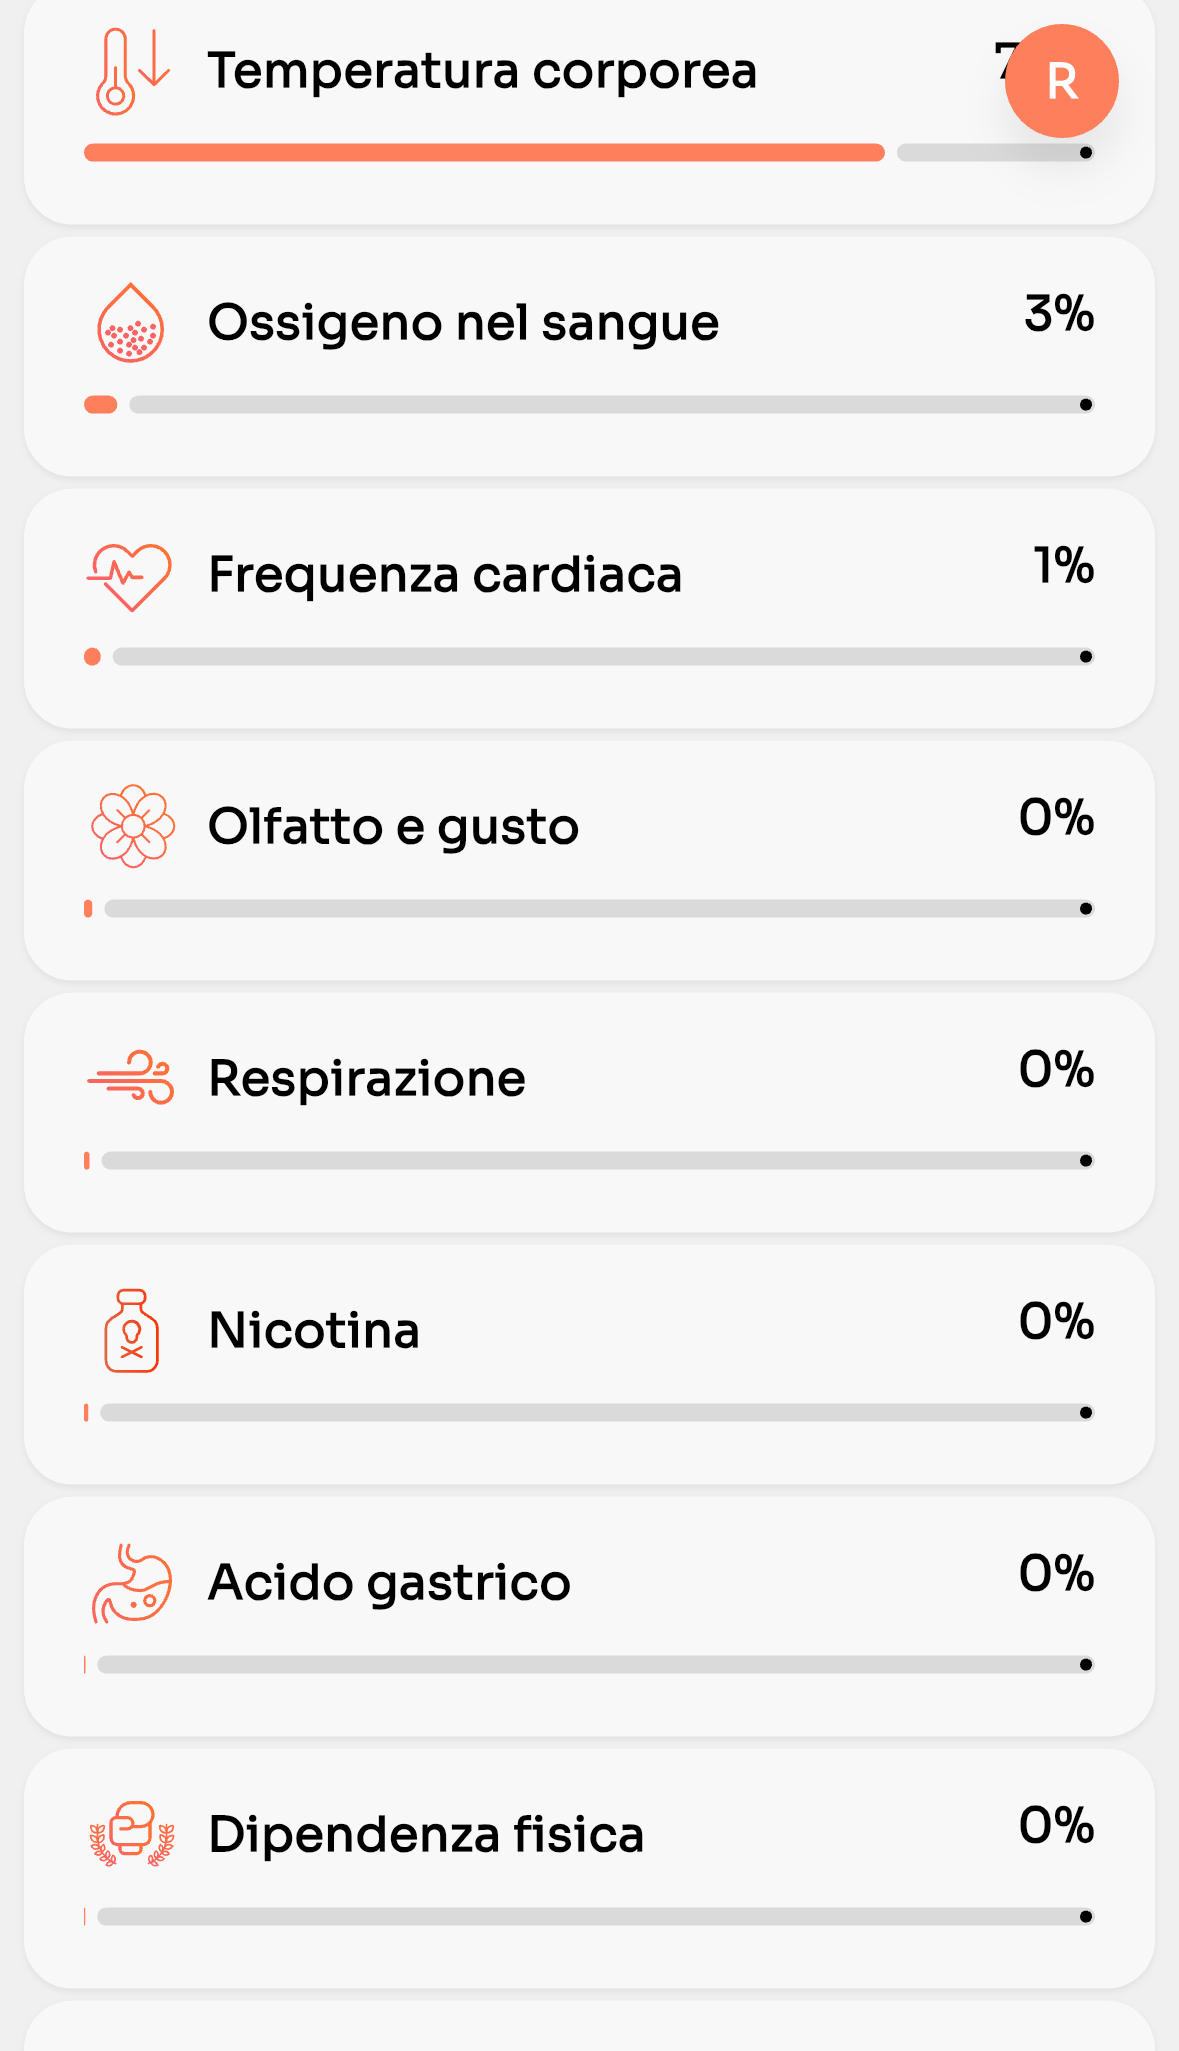 Temperatura corporea
R
Ossigeno nel sangue
3%
Frequenza cardiaca
1%
Olfatto e gusto
0%
Respirazione
0%
Nicotina
0%
Acido gastrico
0%
Dipendenza fisica
0%